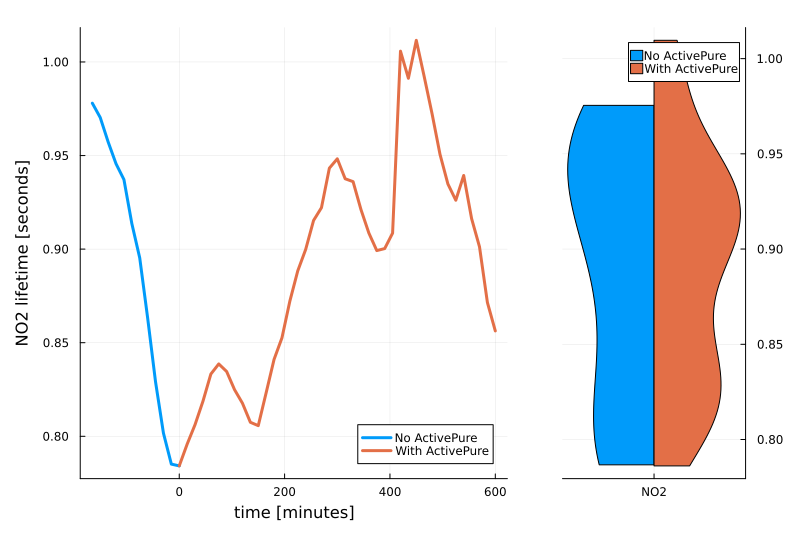 NO2 lifetime [seconds]
1.00
0.95
0.90
0.85
0.80
0
200
400
600
time [minutes]
No ActivePure
With ActivePure
No ActivePure
With ActivePure
1.00
0.95
0.90
0.85
0.80
NO2